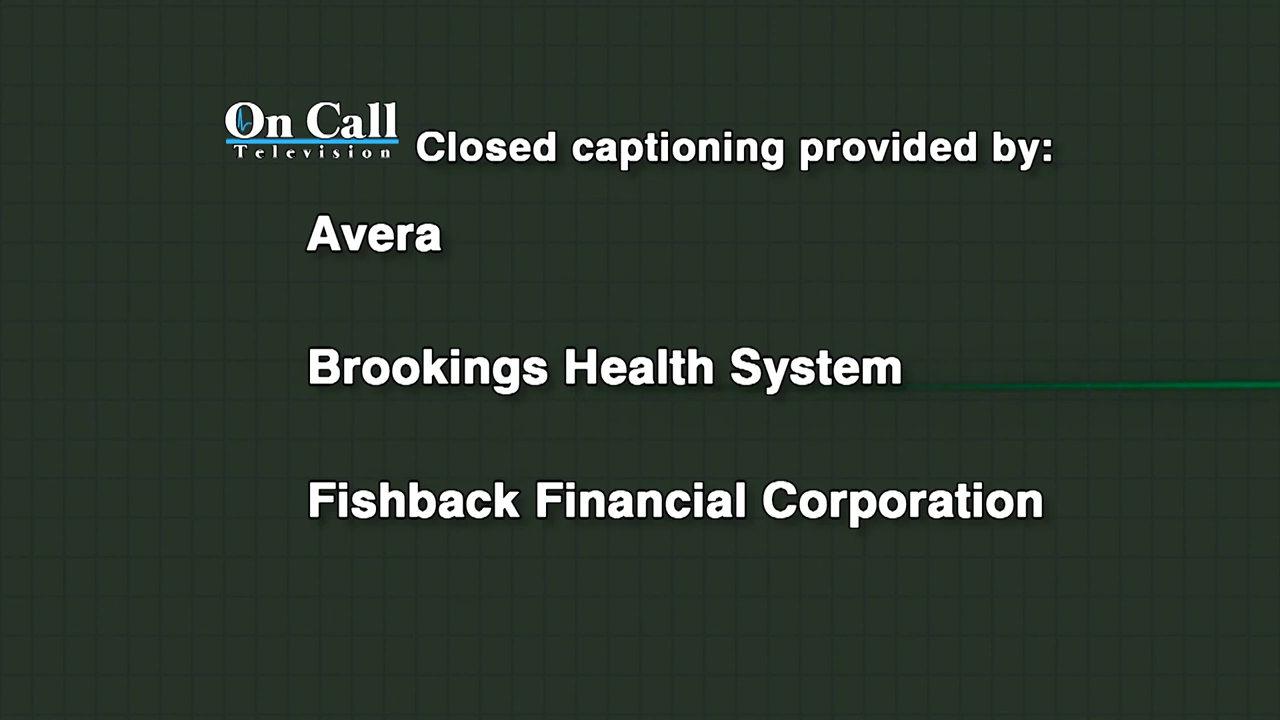 On Call
Television
Closed captioning provided by:
Avera
Brookings Health System
Fishback Financial Corporation